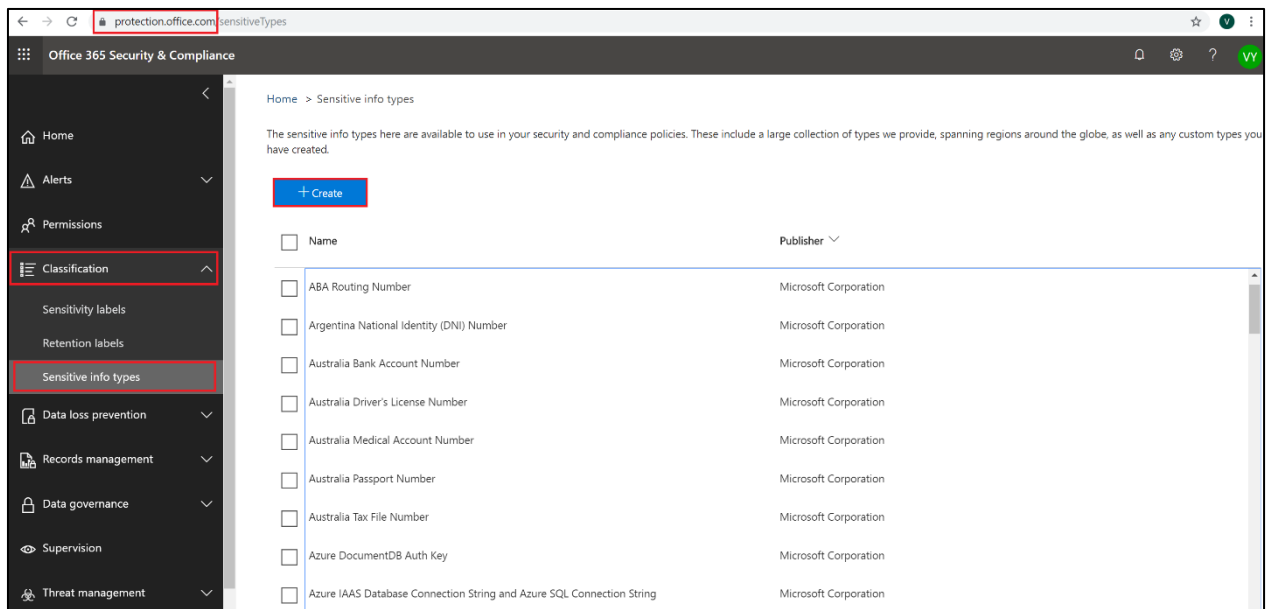 protection.office.com/sensitiveTypes
V
Office 365 Security & Compliance
?
VY
Home > Sensitive info types
Home
The sensitive info types here are available to use in your security and compliance policies. These include a large collection of types we provide, spanning regions around the globe, as well as any custom types you
have created.
Alerts
+ Create
Permissions
Name Publisher
Classification
ABA Routing Number Microsoft Corporation
Sensitivity labels
Argentina National Identity (DNI) Number Microsoft Corporation
Retention labels
Australia Bank Account Number Microsoft Corporation
Sensitive info types
Australia Driver's License Number Microsoft Corporation
Data loss prevention
Australia Medical Account Number Microsoft Corporation
Records management
Australia Passport Number Microsoft Corporation
Data governance
Australia Tax File Number Microsoft Corporation
Supervision
Azure DocumentDB Auth Key Microsoft Corporation
Threat management
Azure IAAS Database Connection String and Azure SQL Connection String Microsoft Corporation